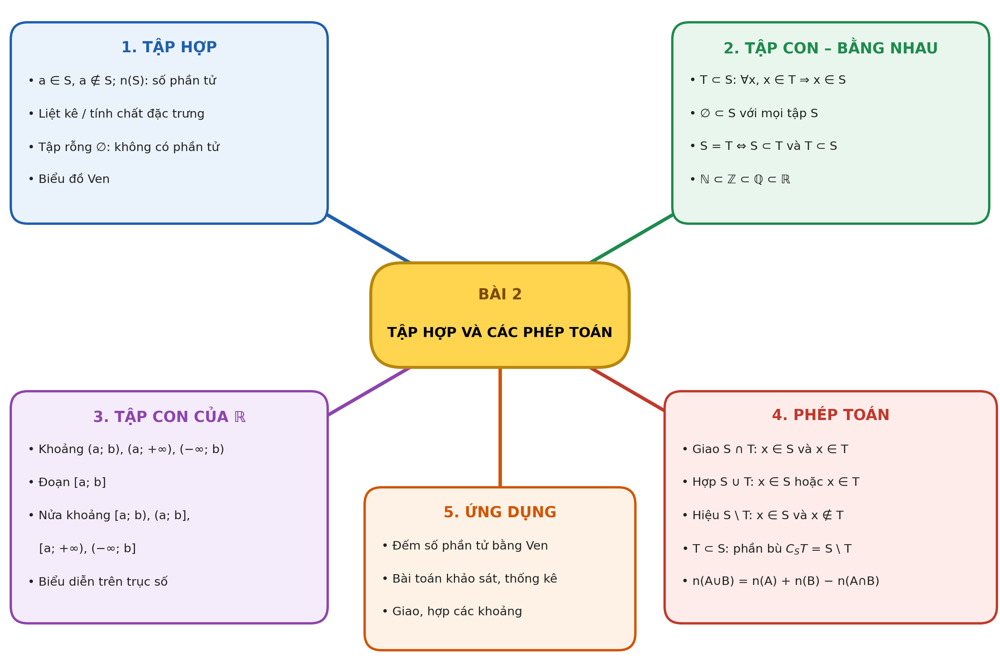 1. TẬP HỢP
• a ∈ S, a ∉ S; n(S): số phần tử
• Liệt kê / tính chất đặc trưng
• Tập rỗng ∅: không có phần tử
• Biểu đồ Ven
2. TẬP CON – BẰNG NHAU
• T ⊂ S: ∀x, x ∈ T ⇒ x ∈ S
• ∅ ⊂ S với mọi tập S
• S = T ⇔ S ⊂ T và T ⊂ S
• ℕ ⊂ ℤ ⊂ ℚ ⊂ ℝ
BÀI 2
TẬP HỢP VÀ CÁC PHÉP TOÁN
3. TẬP CON CỦA ℝ
• Khoảng (a; b), (a; +∞), (−∞; b)
• Đoạn [a; b]
• Nửa khoảng [a; b), (a; b],
[a; +∞), (−∞; b]
• Biểu diễn trên trục số
4. PHÉP TOÁN
• Giao S ∩ T: x ∈ S và x ∈ T
• Hợp S ∪ T: x ∈ S hoặc x ∈ T
• Hiệu S \ T: x ∈ S và x ∉ T
• T ⊂ S: phần bù C_S T = S \ T
• n(A∪B) = n(A) + n(B) − n(A∩B)
5. ỨNG DỤNG
• Đếm số phần tử bằng Ven
• Bài toán khảo sát, thống kê
• Giao, hợp các khoảng